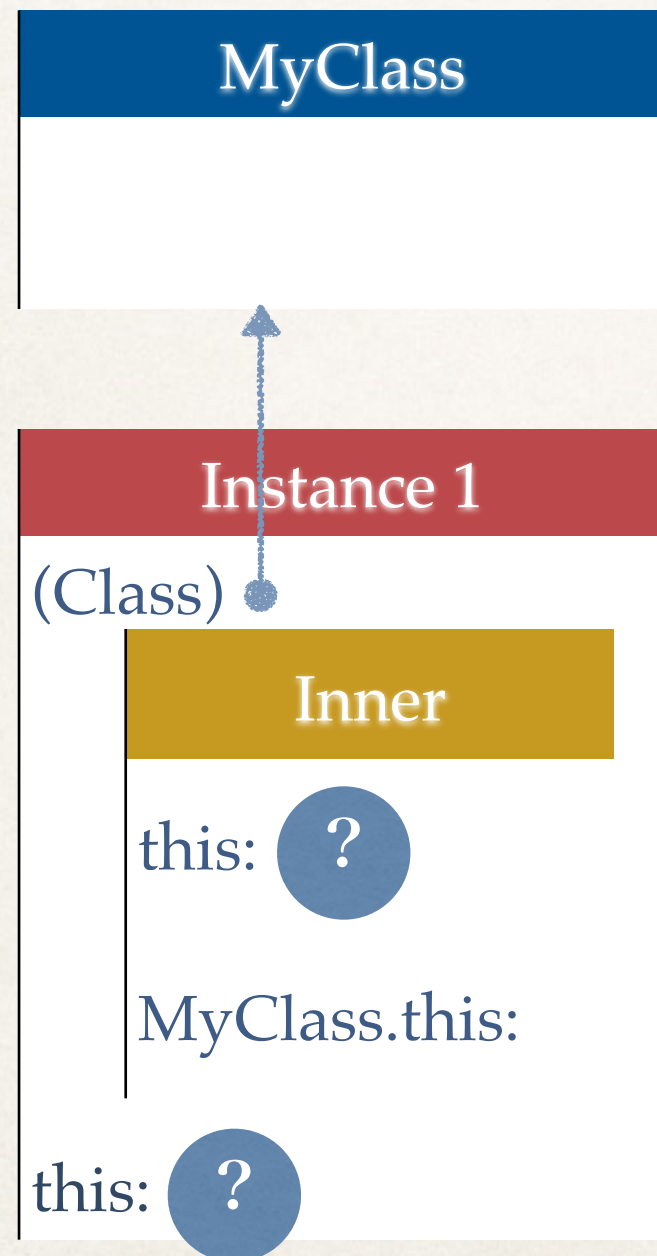 MyClass
Instance 1
(Class)
Inner
this: ?
MyClass.this:
this: ?